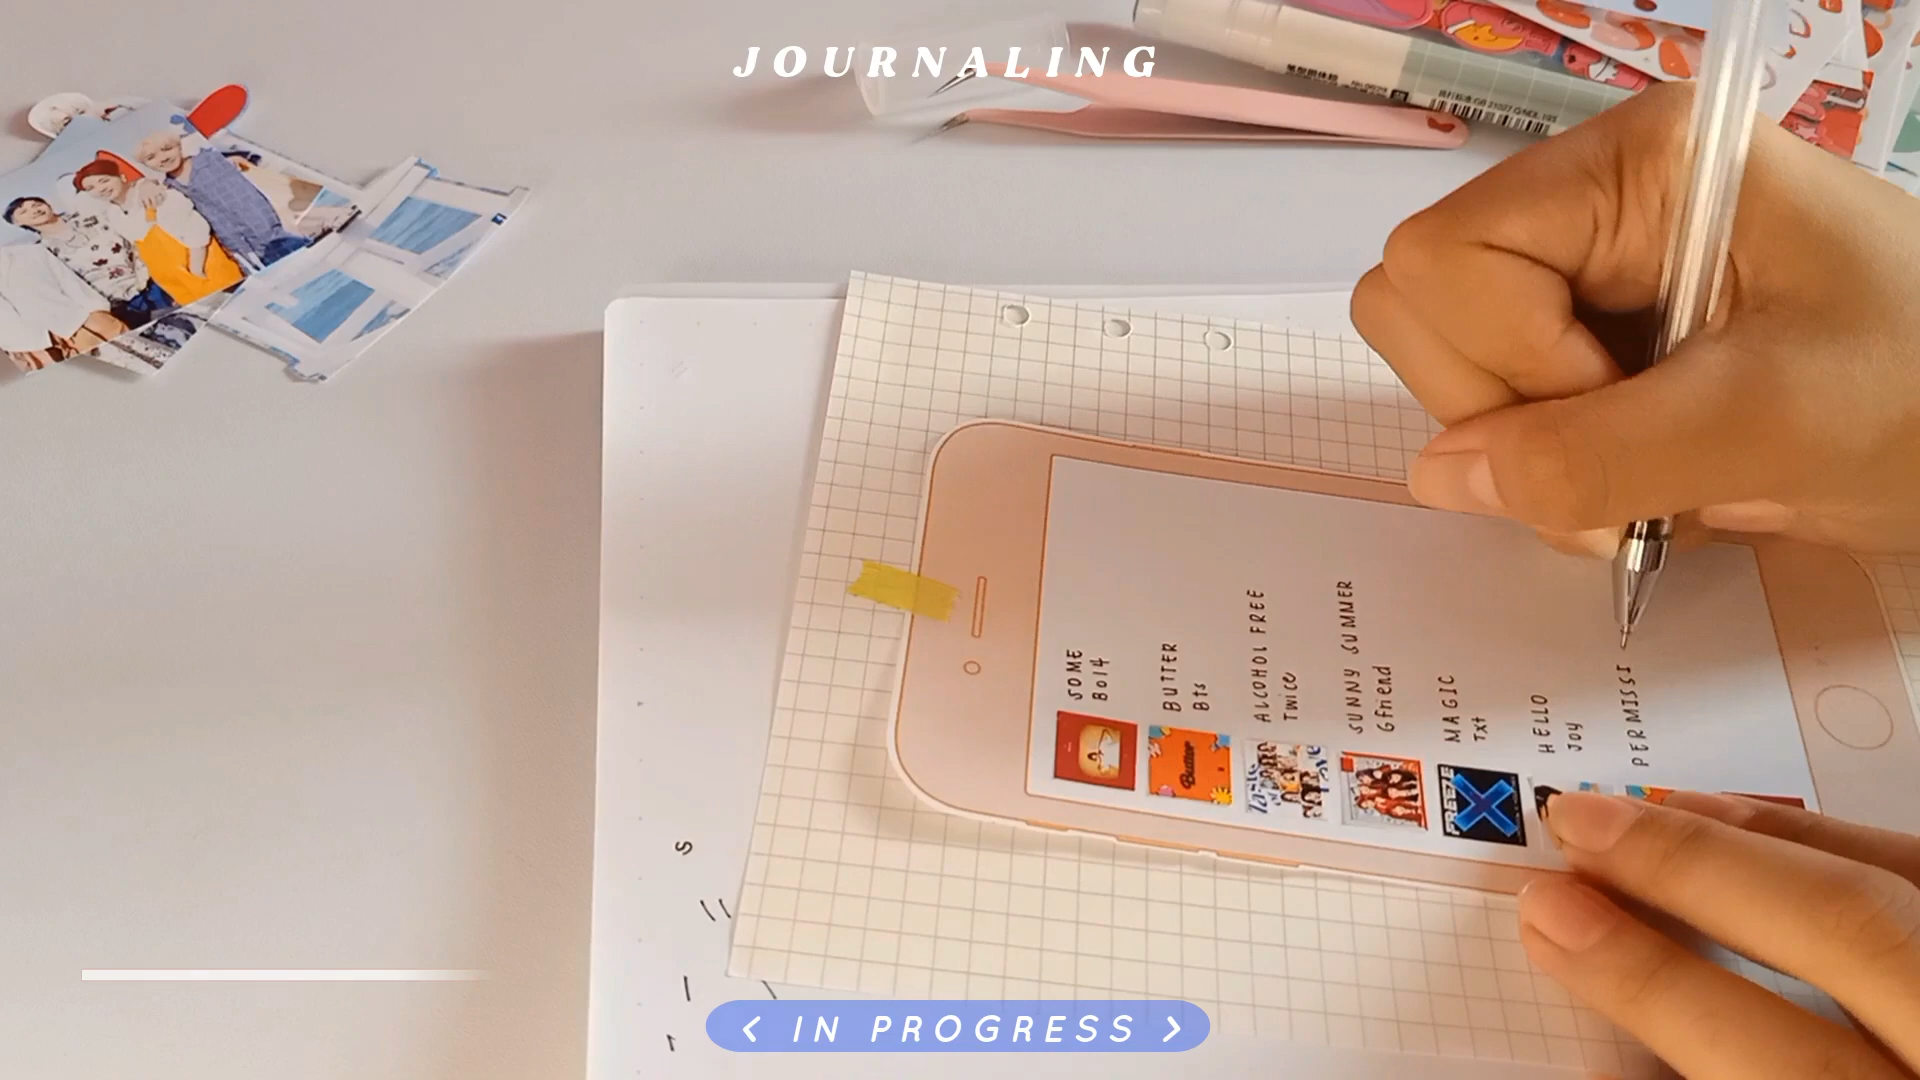 JOURNALING
SOME
Bol4
BUTTER
Bts
ALCOHOL FREE
Twice
SUNNY SUMMER
Gfriend
MAGIC
Txt
HELLO
Joy
PERMISSI
Butter
FREEZE
S
< IN PROGRESS >